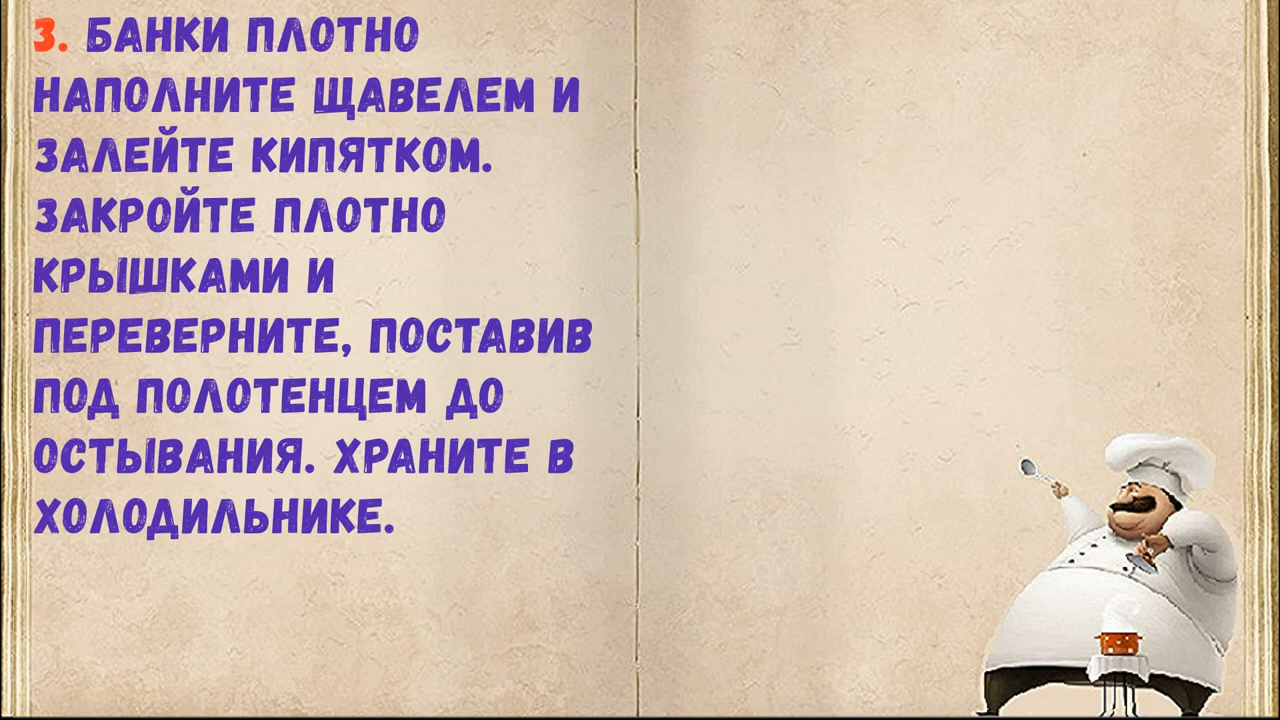 3. БАНКИ ПЛОТНО
НАПОЛНИТЕ ЩАВЕЛЕМ И
ЗАЛЕЙТЕ КИПЯТКОМ.
ЗАКРОЙТЕ ПЛОТНО
КРЫШКАМИ И
ПЕРЕВЕРНИТЕ, ПОСТАВИВ
ПОД ПОЛОТЕНЦЕМ ДО
ОСТЫВАНИЯ. ХРАНИТЕ В
ХОЛОДИЛЬНИКЕ.